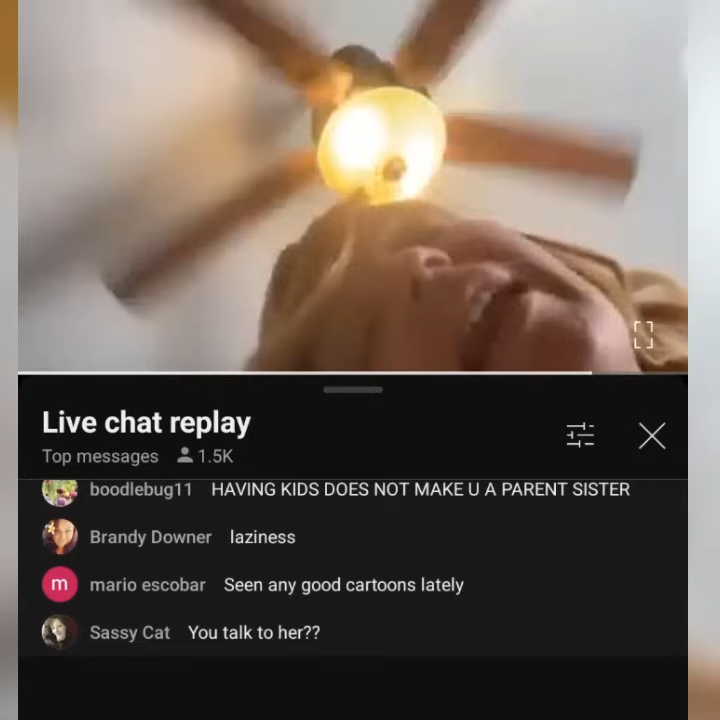 Live chat replay
Top messages 1.5K
boodlebug11 HAVING KIDS DOES NOT MAKE U A PARENT SISTER
Brandy Downer laziness
m mario escobar Seen any good cartoons lately
Sassy Cat You talk to her??